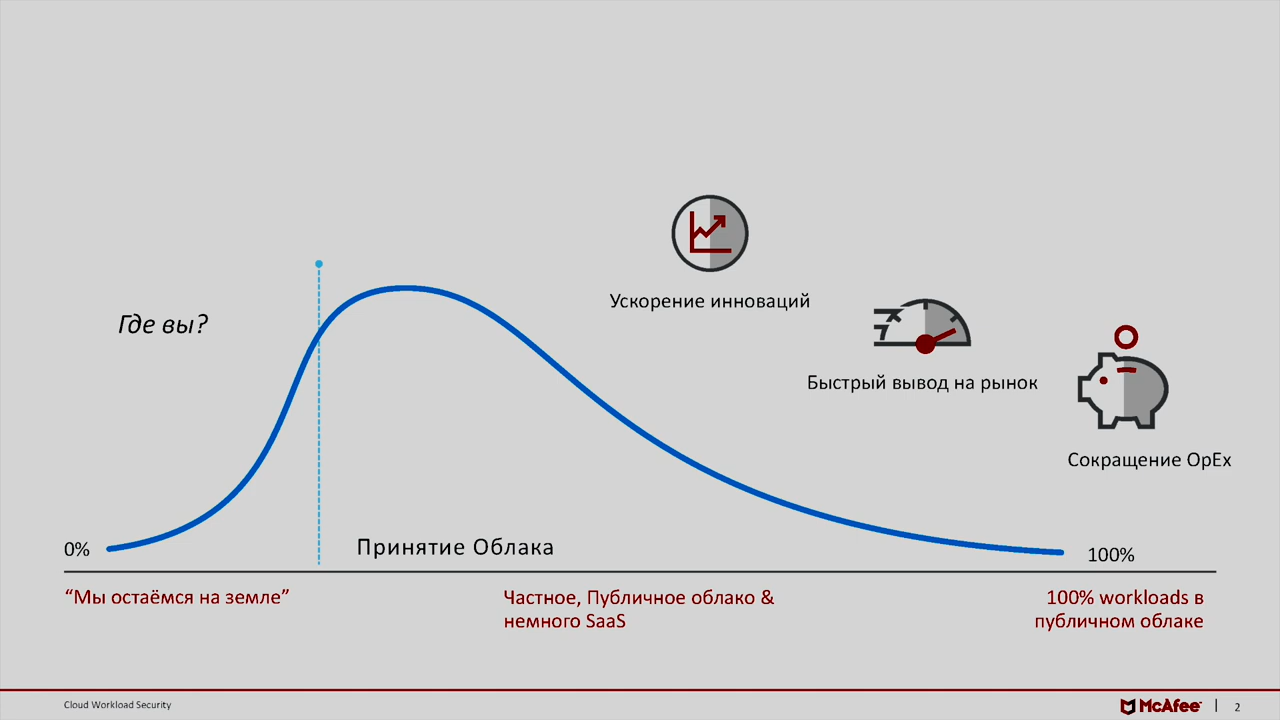 Ускорение инноваций
Где вы?
Быстрый вывод на рынок
Сокращение OpEx
0%
Принятие Облака
100%
“Мы остаёмся на земле”
Частное, Публичное облако &
немного SaaS
100% workloads в
публичном облаке
Cloud Workload Security
McAfee
2